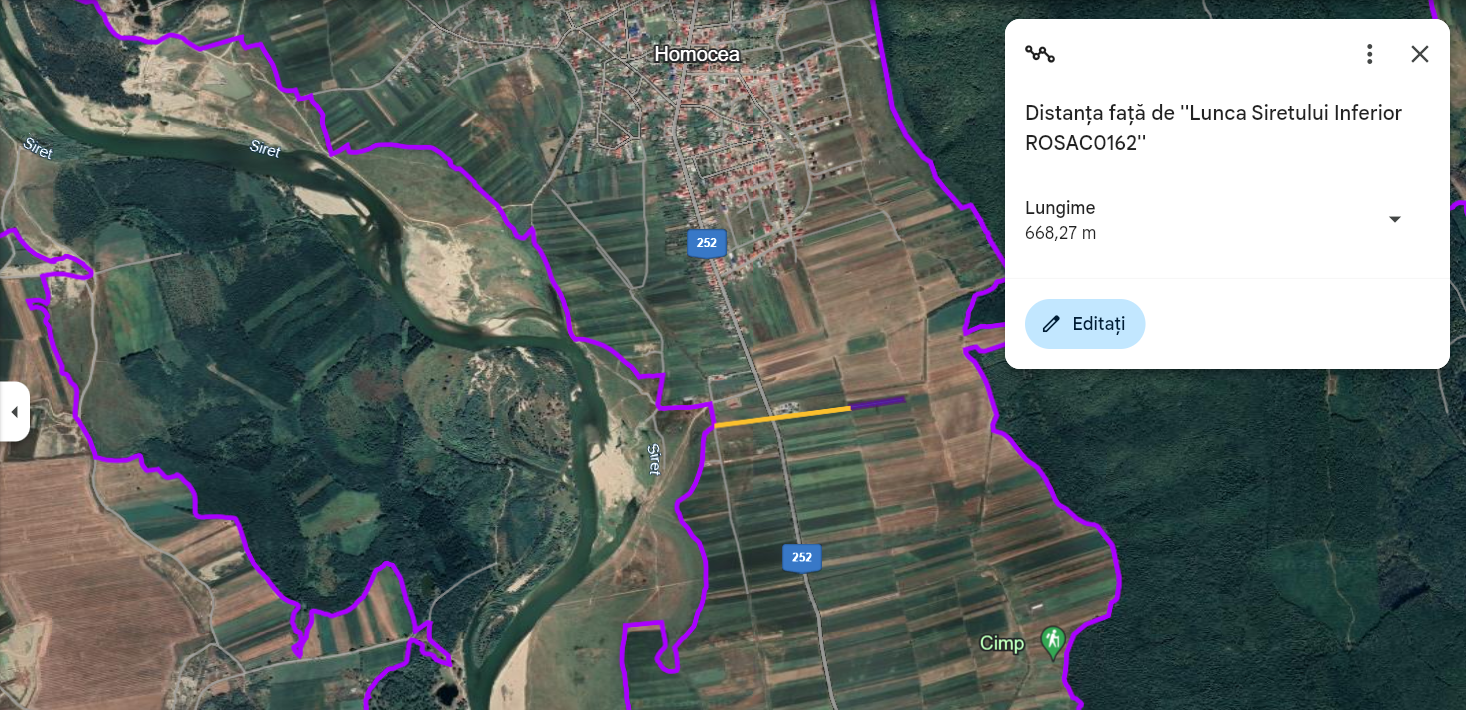 Homocea
Distanța față de ''Lunca Siretului Inferior
ROSAC0162''
Siret
Siret
Lungime
668,27 m
252
Editați
Siret
252
Cimp